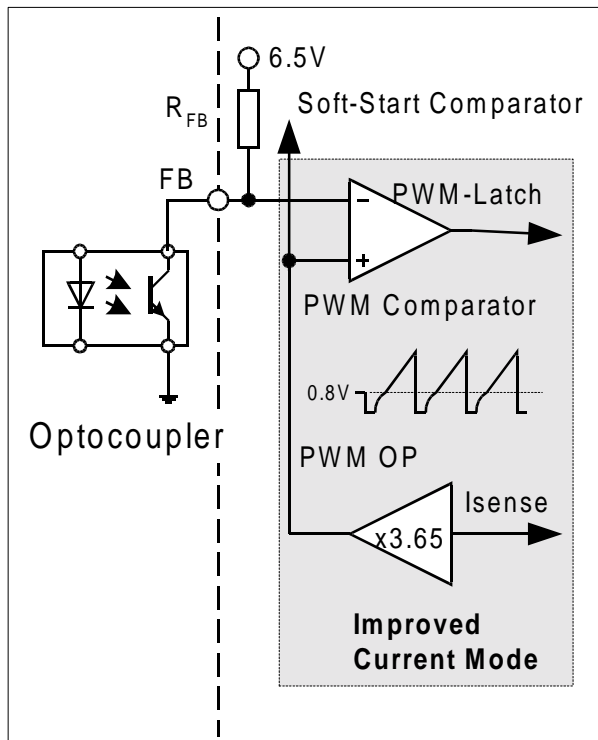 6.5V
RFB
Soft-Start Comparator
FB
PWM-Latch
PWM Comparator
0.8V
Optocoupler
PWM OP
Isense
x3.65
Improved
Current Mode